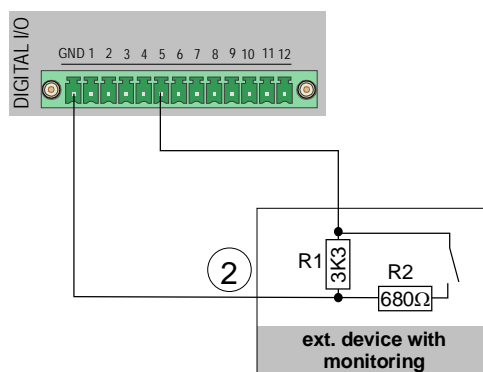 DIGITAL I/O
GND 1 2 3 4 5 6 7 8 9 10 11 12
2
R1
3K3
R2
680Ω
ext. device with
monitoring